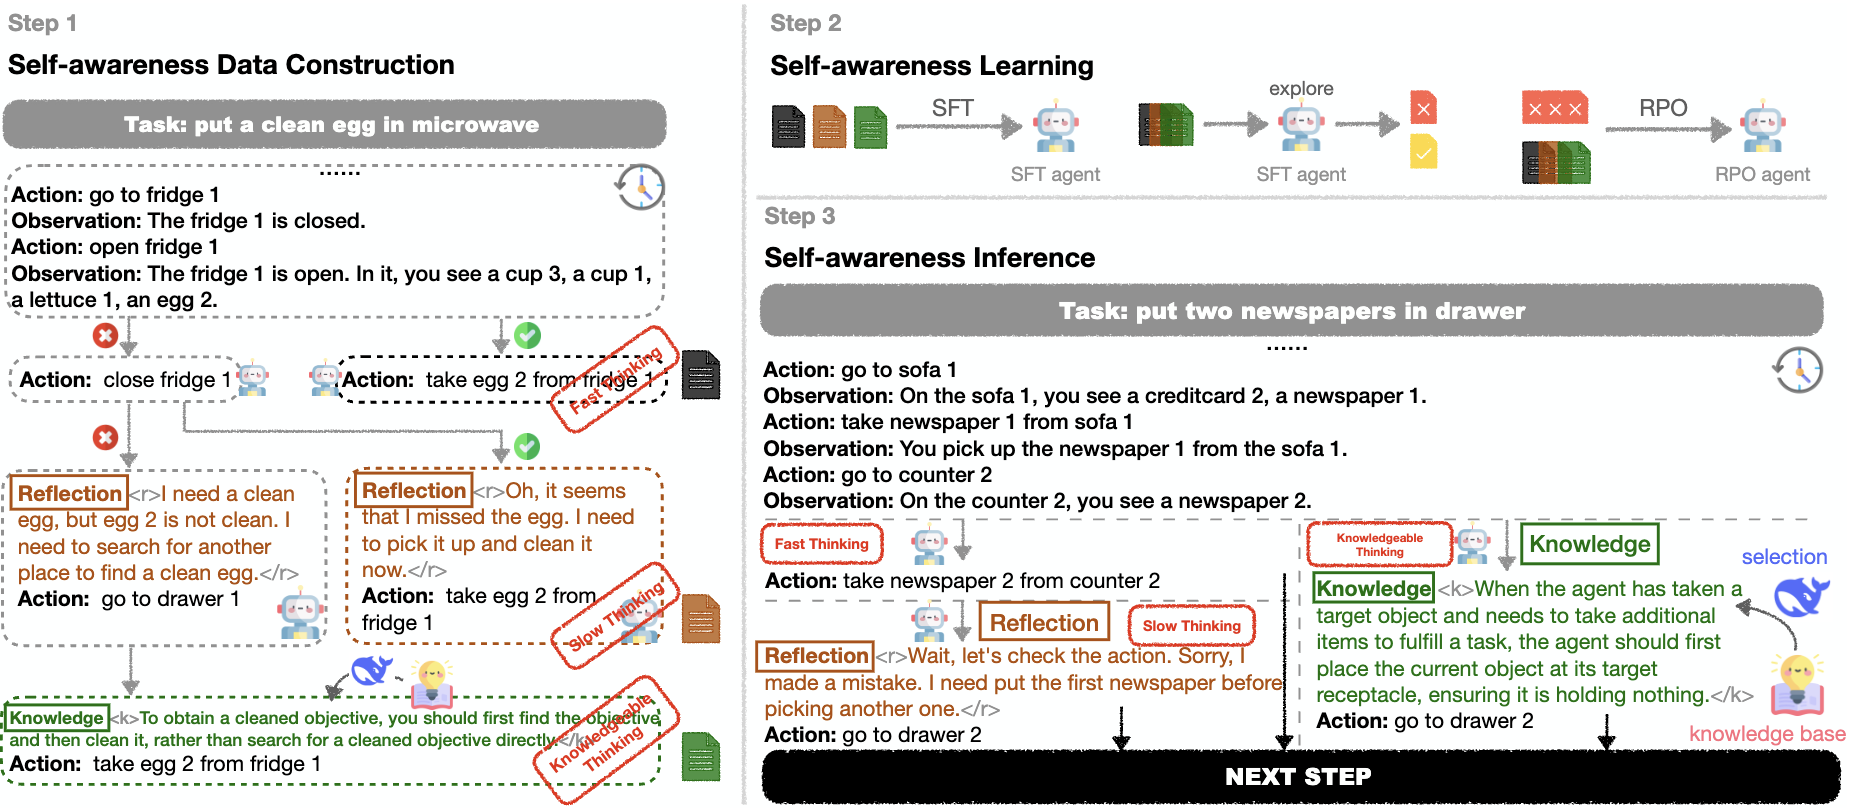 Step 1
Self-awareness Data Construction
Task: put a clean egg in microwave
......
Action: go to fridge 1
Observation: The fridge 1 is closed.
Action: open fridge 1
Observation: The fridge 1 is open. In it, you see a cup 3, a cup 1,
a lettuce 1, an egg 2.
Action: close fridge 1
Action: take egg 2 from fridge 1
Fast Thinking
Reflection <r>I need a clean
egg, but egg 2 is not clean. I
need to search for another
place to find a clean egg.</r>
Action: go to drawer 1
Reflection <r>Oh, it seems
that I missed the egg. I need
to pick it up and clean it
now.</r>
Action: take egg 2 from
fridge 1
Slow Thinking
Knowledge <k>To obtain a cleaned objective, you should first find the objective
and then clean it, rather than search for a cleaned objective directly.</k>
Action: take egg 2 from fridge 1
Knowledgeable
Thinking
Step 2
Self-awareness Learning
SFT
SFT agent
explore
SFT agent
RPO
RPO agent
Step 3
Self-awareness Inference
Task: put two newspapers in drawer
......
Action: go to sofa 1
Observation: On the sofa 1, you see a creditcard 2, a newspaper 1.
Action: take newspaper 1 from sofa 1
Observation: You pick up the newspaper 1 from the sofa 1.
Action: go to counter 2
Observation: On the counter 2, you see a newspaper 2.
Fast Thinking
Action: take newspaper 2 from counter 2
Reflection
Slow Thinking
Reflection <r>Wait, let's check the action. Sorry, I
made a mistake. I need put the first newspaper before
picking another one.</r>
Action: go to drawer 2
Knowledgeable
Thinking
Knowledge
selection
Knowledge <k>When the agent has taken a
target object and needs to take additional
items to fulfill a task, the agent should first
place the current object at its target
receptacle, ensuring it is holding nothing.</k>
Action: go to drawer 2
knowledge base
NEXT STEP